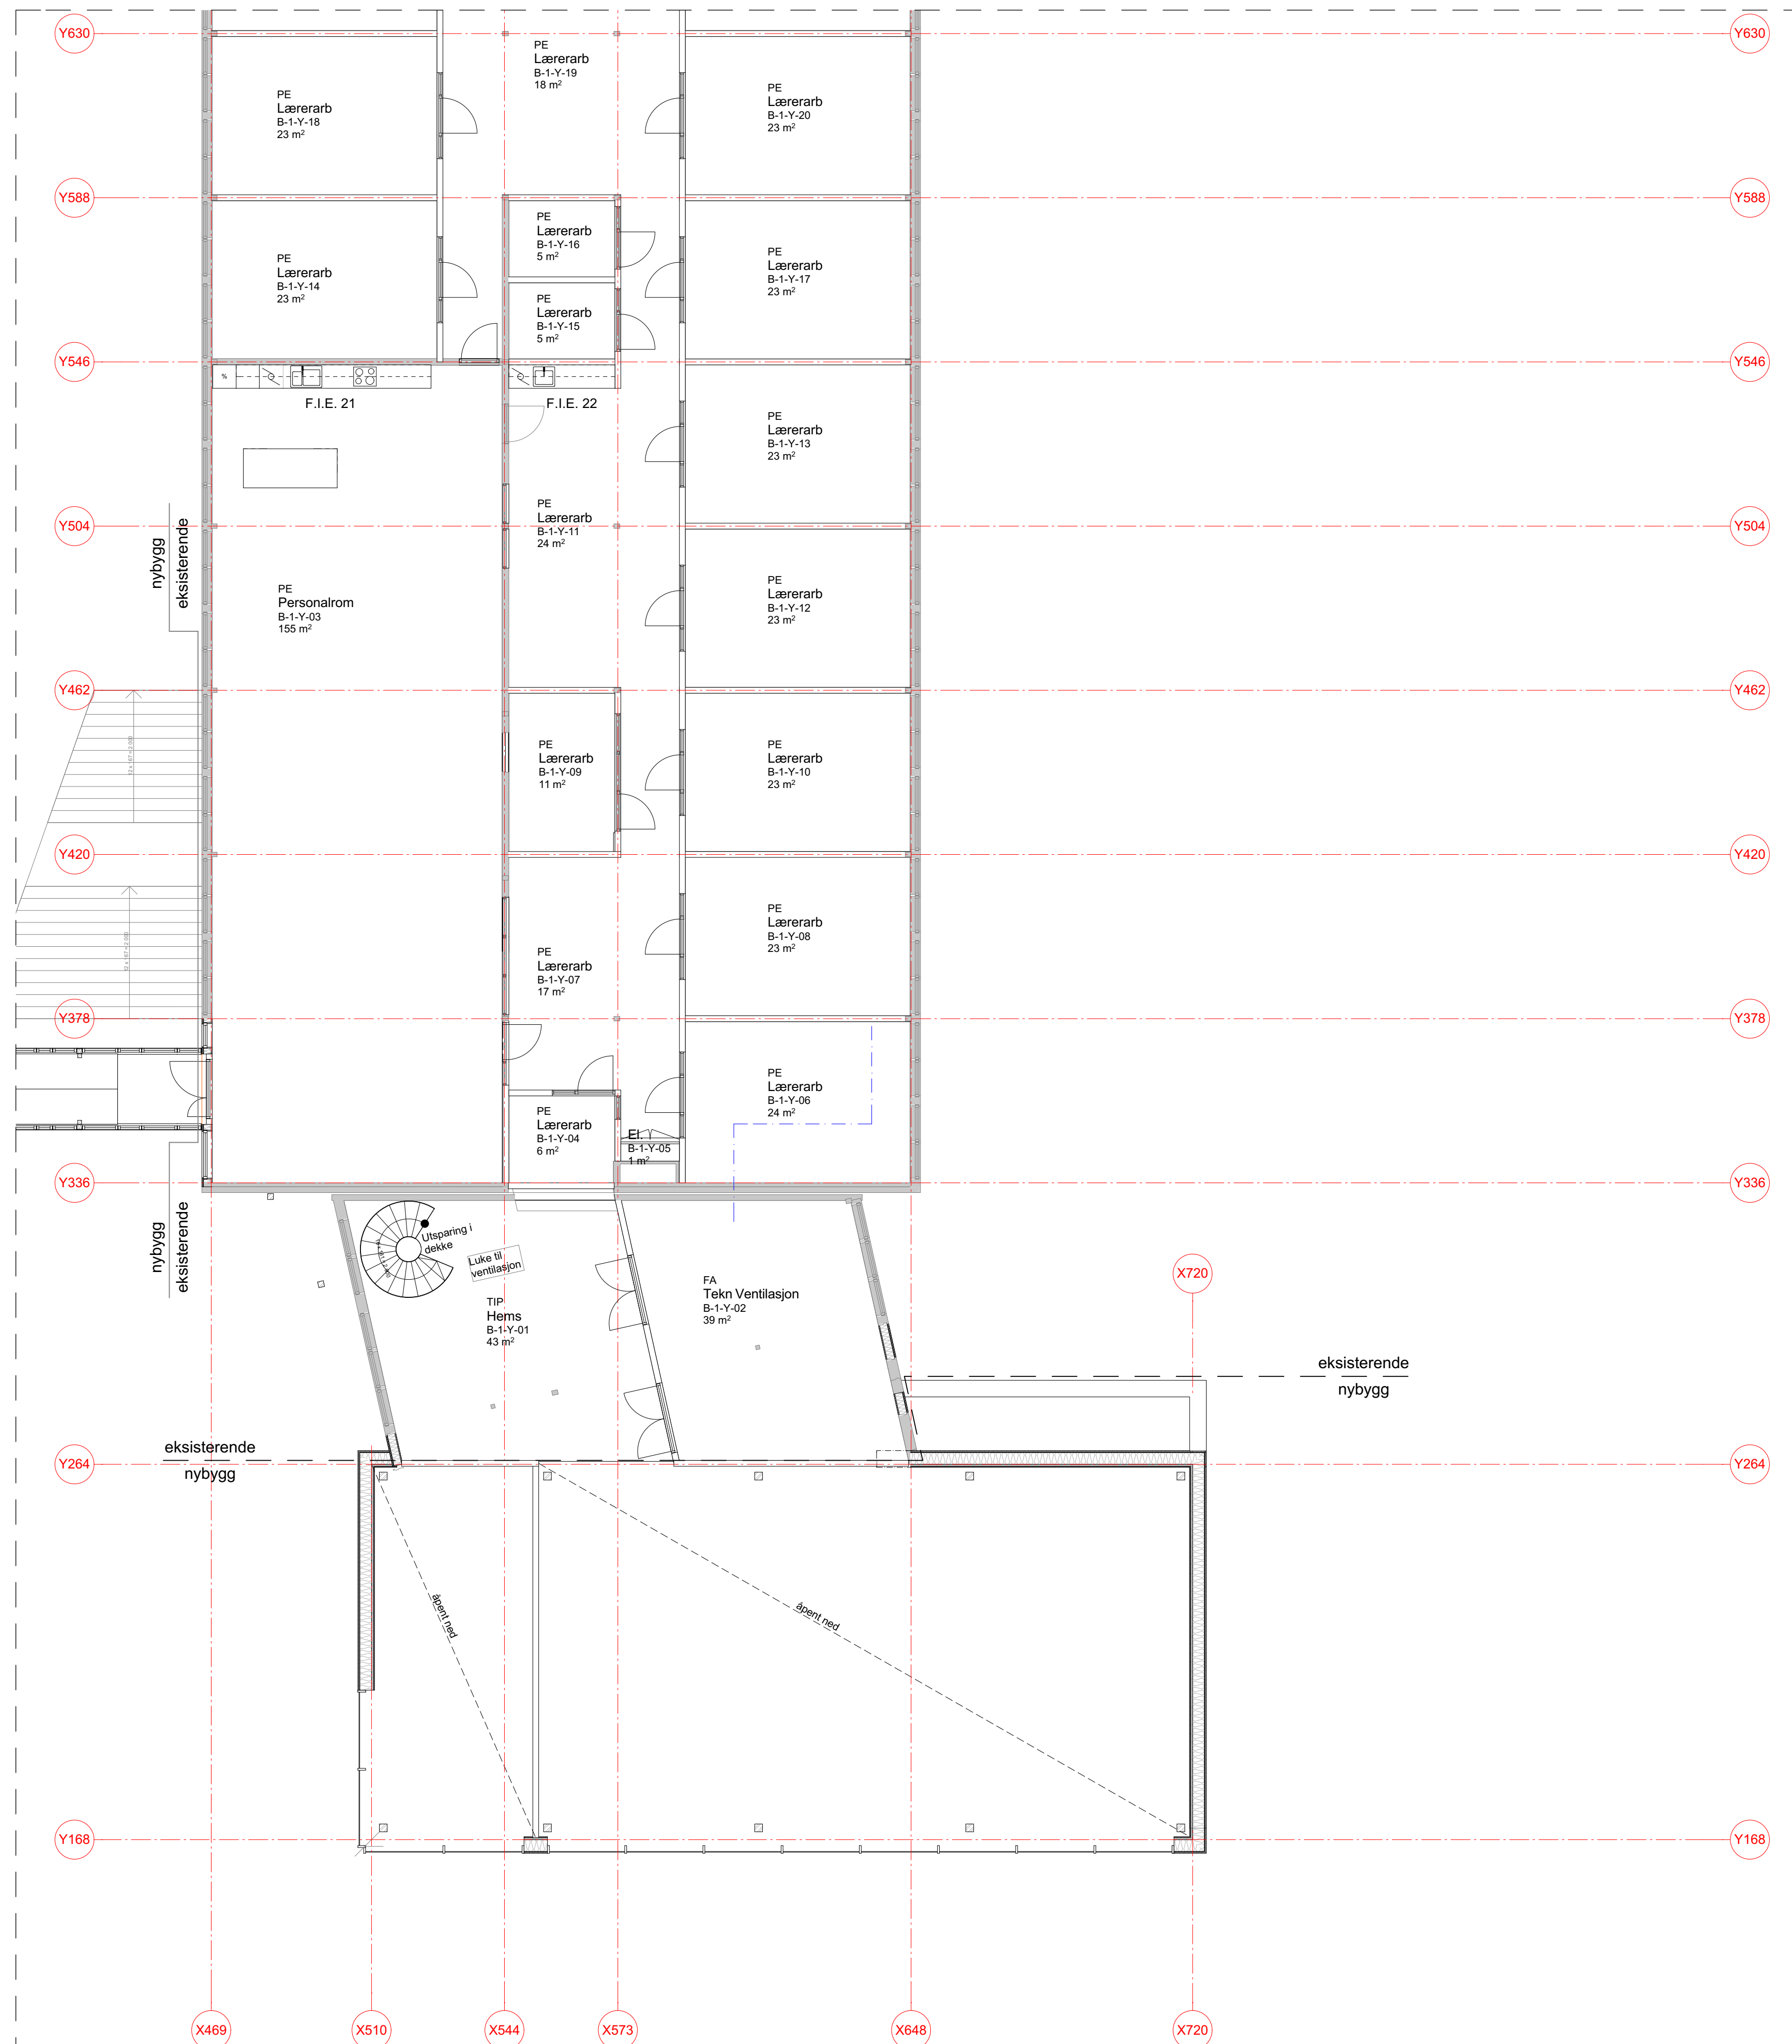 Y630
PE
Lærerarb
B-1-Y-19
18 m²
Y630
PE
Lærerarb
B-1-Y-18
23 m²
PE
Lærerarb
B-1-Y-20
23 m²
Y588
Y588
PE
Lærerarb
B-1-Y-14
23 m²
PE
Lærerarb
B-1-Y-16
5 m²
PE
Lærerarb
B-1-Y-17
23 m²
PE
Lærerarb
B-1-Y-15
5 m²
Y546
Y546
%
F.I.E. 21
F.I.E. 22
PE
Lærerarb
B-1-Y-13
23 m²
PE
Lærerarb
B-1-Y-11
24 m²
Y504
Y504
nybygg
eksisterende
PE
Personalrom
B-1-Y-03
155 m²
PE
Lærerarb
B-1-Y-12
23 m²
Y462
Y462
12 x 167 = 2 000
PE
Lærerarb
B-1-Y-09
11 m²
PE
Lærerarb
B-1-Y-10
23 m²
Y420
Y420
12 x 167 = 2 000
PE
Lærerarb
B-1-Y-07
17 m²
PE
Lærerarb
B-1-Y-08
23 m²
Y378
Y378
PE
Lærerarb
B-1-Y-06
24 m²
PE
Lærerarb
B-1-Y-04
6 m²
El.
B-1-Y-05
1 m²
Y336
Y336
nybygg
eksisterende
Utsparing i
dekke
Luke til
ventilasjon
TIP
Hems
B-1-Y-01
43 m²
FA
Tekn Ventilasjon
B-1-Y-02
39 m²
X720
eksisterende
nybygg
eksisterende
nybygg
Y264
Y264
åpent ned
åpent ned
Y168
Y168
X469
X510
X544
X573
X648
X720